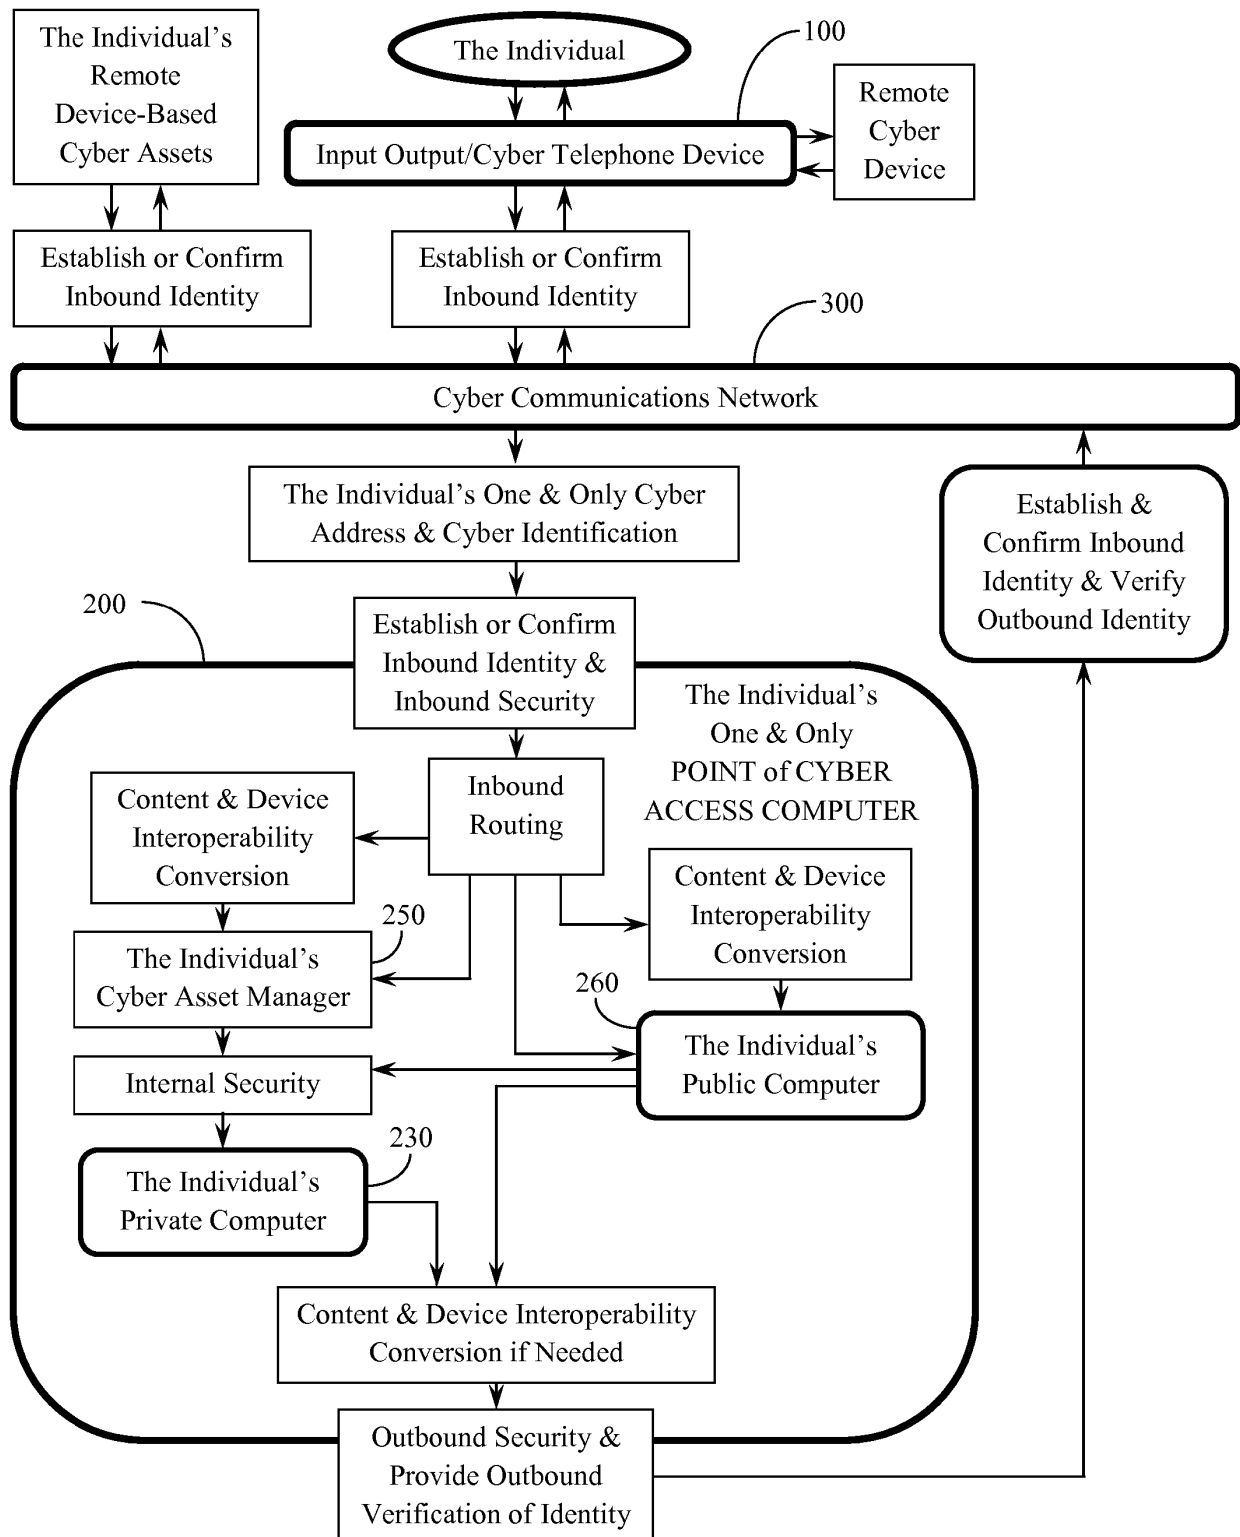 The Individual’s
Remote
Device-Based
Cyber Assets
The Individual
100
Input Output/Cyber Telephone Device
Remote
Cyber
Device
Establish or Confirm
Inbound Identity
Establish or Confirm
Inbound Identity
300
Cyber Communications Network
The Individual’s One & Only Cyber
Address & Cyber Identification
Establish &
Confirm Inbound
Identity & Verify
Outbound Identity
200
Establish or Confirm
Inbound Identity &
Inbound Security
The Individual’s
One & Only
POINT of CYBER
ACCESS COMPUTER
Inbound
Routing
Content & Device
Interoperability
Conversion
Content & Device
Interoperability
Conversion
250
The Individual’s
Cyber Asset Manager
260
The Individual’s
Public Computer
Internal Security
230
The Individual’s
Private Computer
Content & Device Interoperability
Conversion if Needed
Outbound Security &
Provide Outbound
Verification of Identity